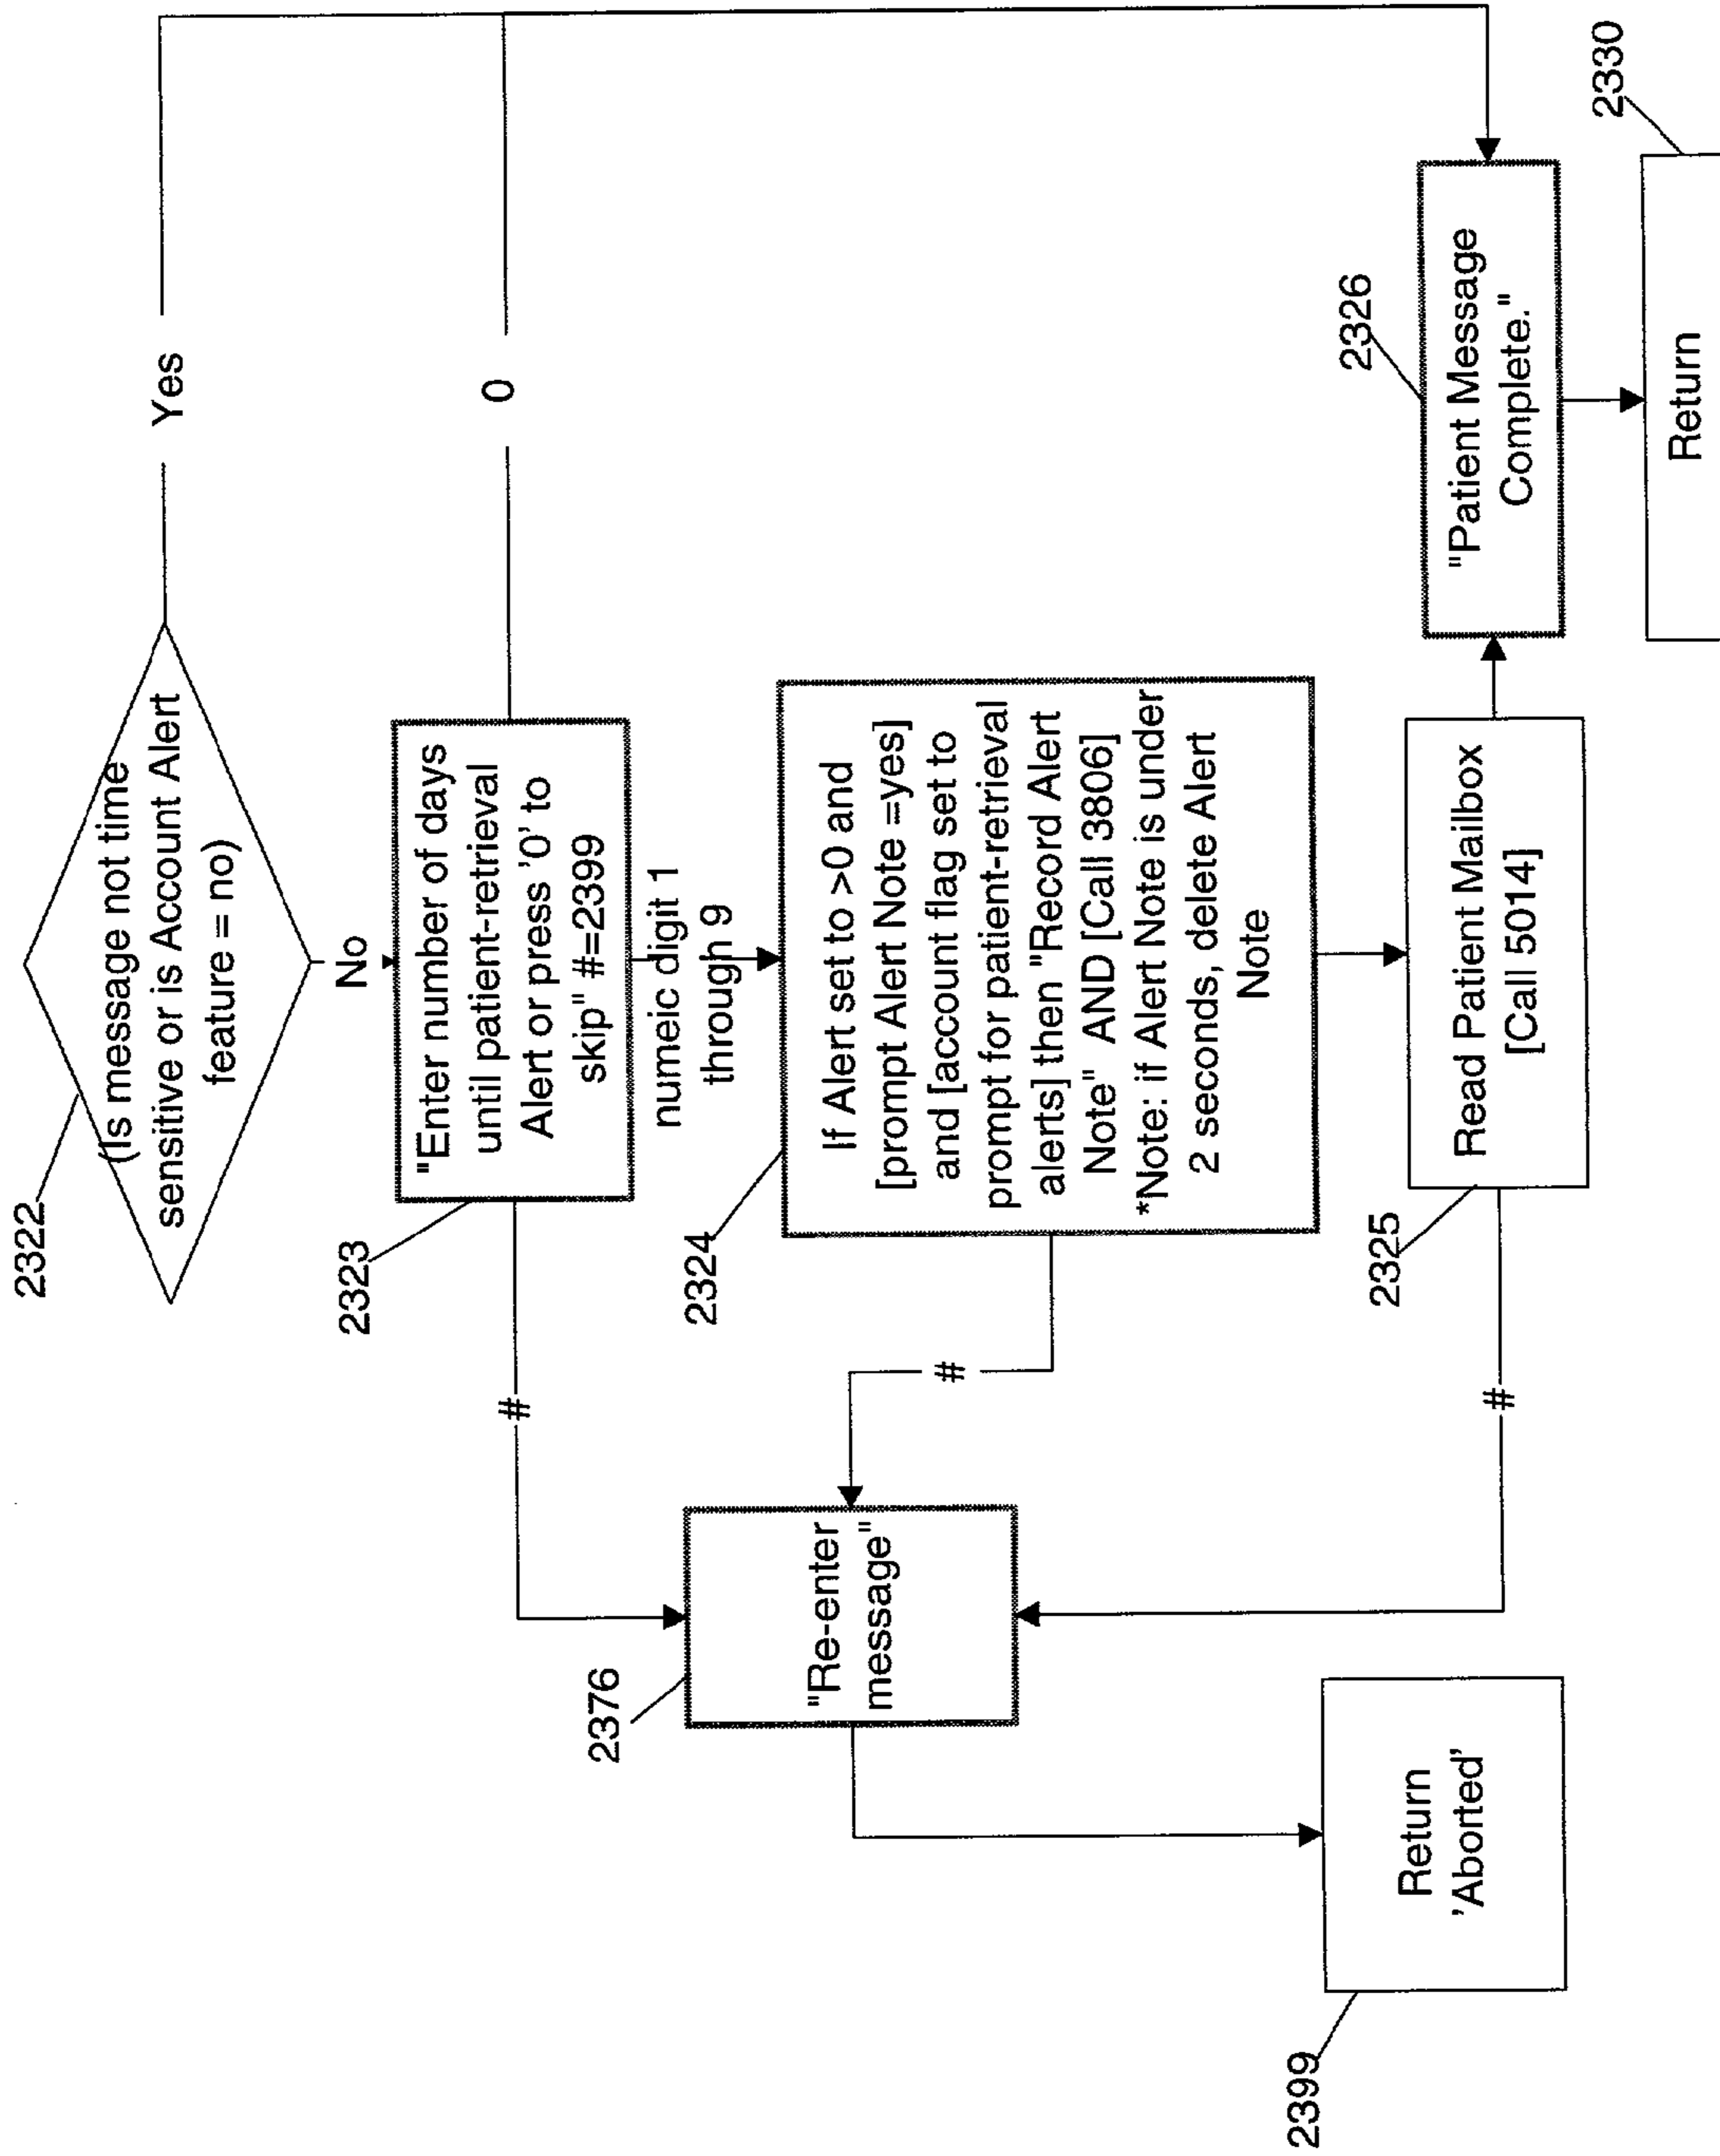 2322
(Is message not time
sensitive or is Account Alert
feature = no)
Yes
No
2323
"Enter number of days
until patient-retrieval
Alert or press '0' to
skip" #=2399
0
#
numeic digit 1
through 9
2324
If Alert set to >0 and
[prompt Alert Note =yes]
and [account flag set to
prompt for patient-retrieval
alerts] then "Record Alert
Note" AND [Call 3806]
*Note: if Alert Note is under
2 seconds, delete Alert
Note
#
2376
"Re-enter
message"
2325
Read Patient Mailbox
[Call 5014]
#
2326
"Patient Message
Complete."
2399
Return
'Aborted'
2330
Return